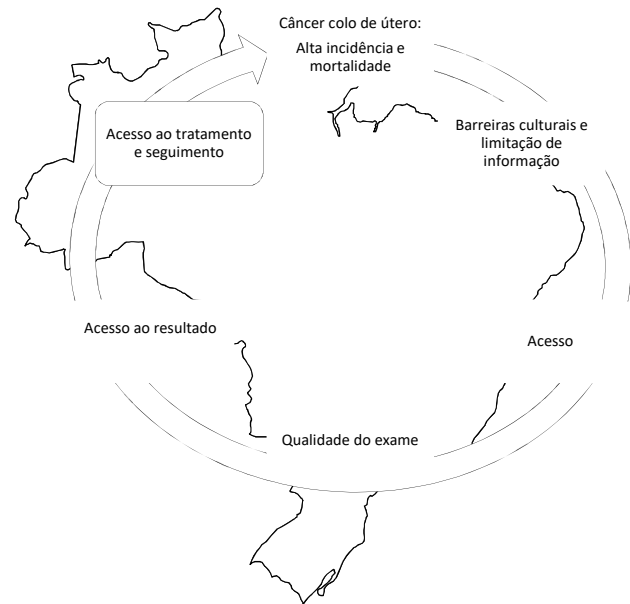 Câncer colo de útero:
Alta incidência e
mortalidade
Barreiras culturais e
limitação de
informação
Acesso
Qualidade do exame
Acesso ao resultado
Acesso ao tratamento
e seguimento